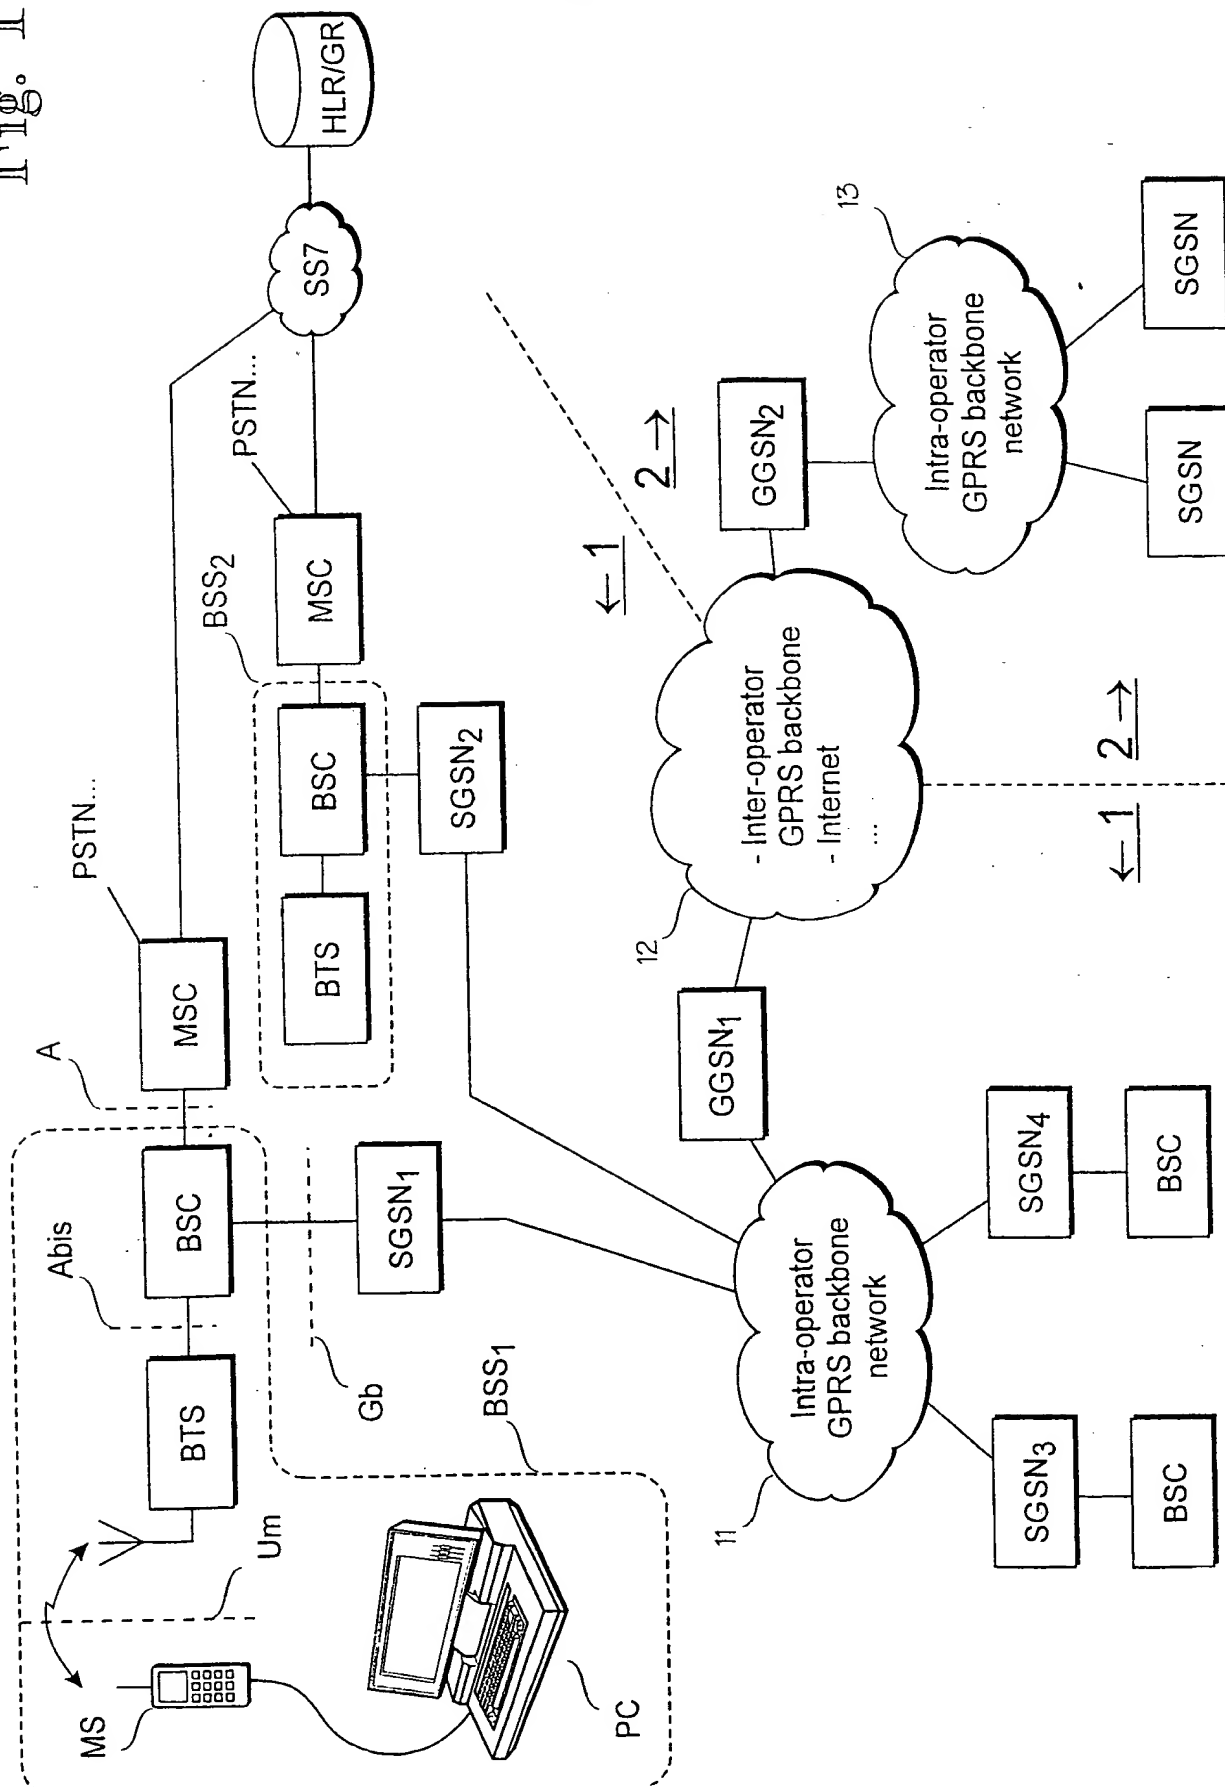 Fig. 1
MS
Um
BTS
Abis
BSC
A
MSC
PSTN...
PC
BSS1
Gb
SGSN1
BTS
BSC
BSS2
MSC
PSTN...
SS7
HLR/GR
SGSN2
11
Intra-operator
GPRS backbone
network
GGSN1
12
- Inter-operator
GPRS backbone
- Internet
...
←1
2→
GGSN2
13
Intra-operator
GPRS backbone
network
SGSN3
BSC
SGSN4
BSC
←1
2→
SGSN
SGSN